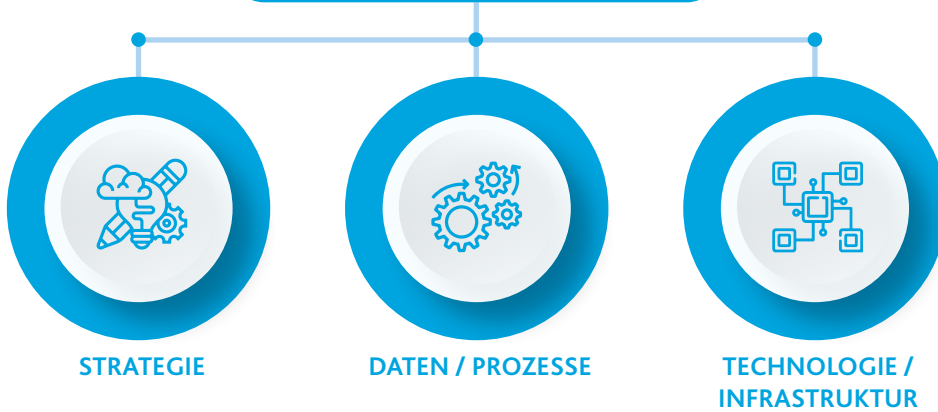 STRATEGIE
DATEN / PROZESSE
TECHNOLOGIE /
INFRASTRUKTUR